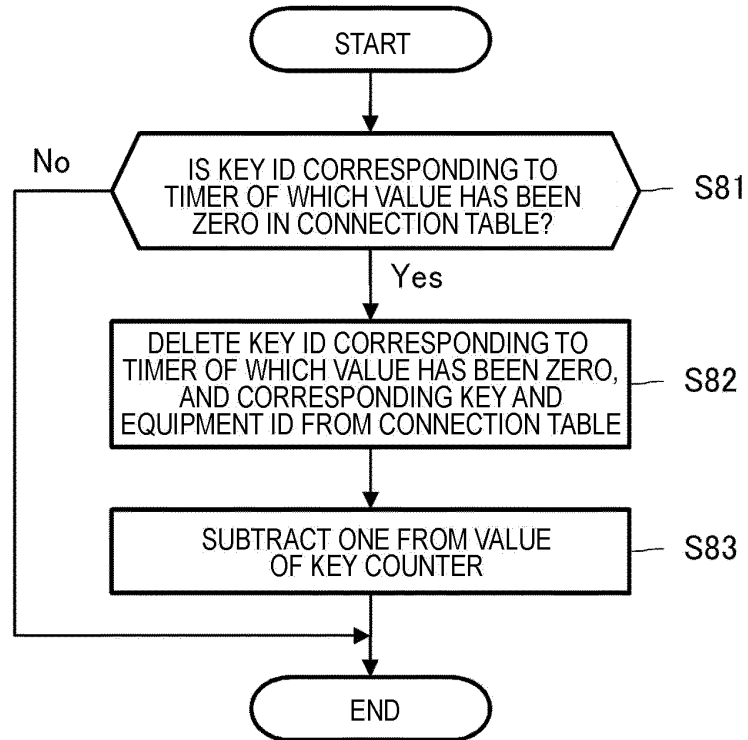 START
No
IS KEY ID CORRESPONDING TO
TIMER OF WHICH VALUE HAS BEEN
ZERO IN CONNECTION TABLE?
S81
Yes
DELETE KEY ID CORRESPONDING TO
TIMER OF WHICH VALUE HAS BEEN ZERO,
AND CORRESPONDING KEY AND
EQUIPMENT ID FROM CONNECTION TABLE
S82
SUBTRACT ONE FROM VALUE
OF KEY COUNTER
S83
END